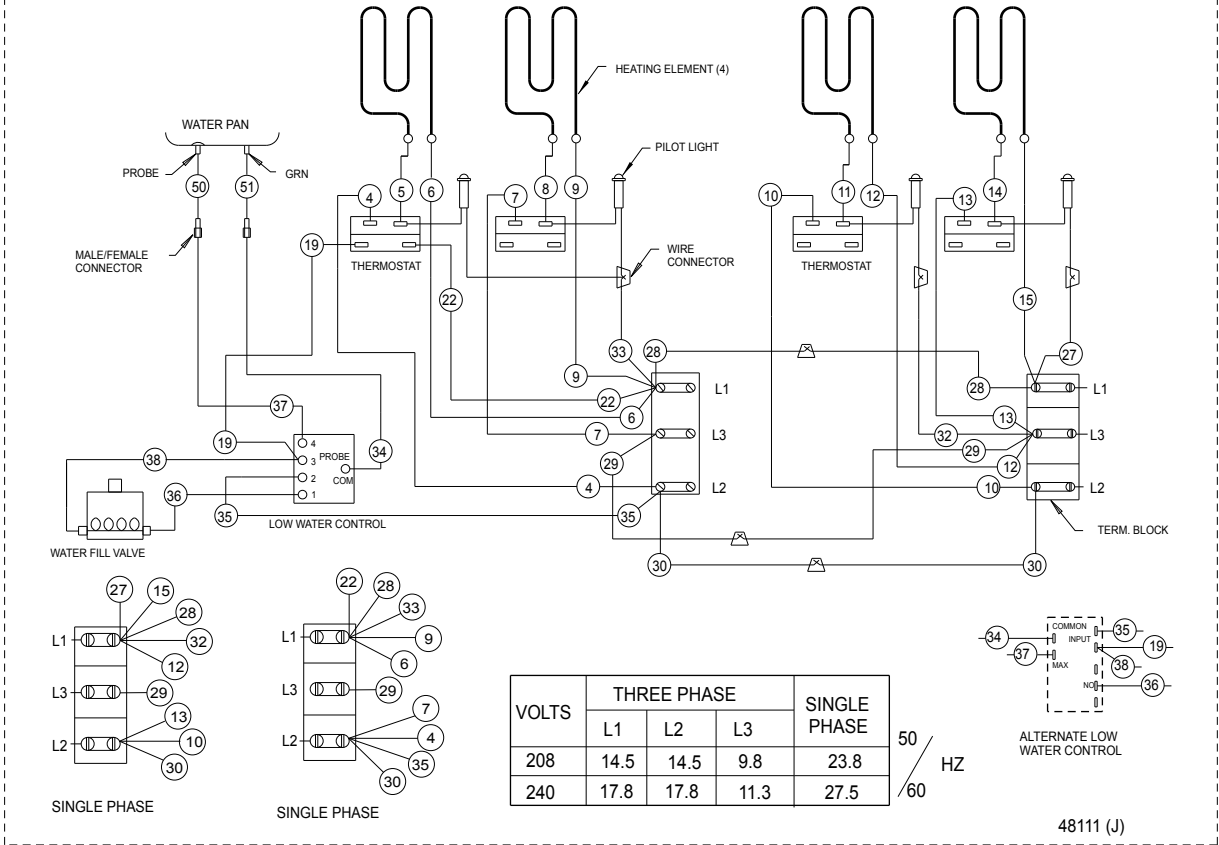 HEATING ELEMENT (4)
WATER PAN
PILOT LIGHT
PROBE
GRN
50
51
4
5
6
7
8
9
10
11
12
13
14
MALE/FEMALE
CONNECTOR
19
THERMOSTAT
WIRE
CONNECTOR
THERMOSTAT
22
15
33
28
27
9
22
6
L1
28
L1
37
7
L3
13
32
29
L3
19
38
34
4
3
PROBE
2
COM
1
29
12
36
4
L2
10
L2
35
LOW WATER CONTROL
35
TERM. BLOCK
WATER FILL VALVE
30
30
27
15
28
L1
32
12
L3
29
13
L2
10
30
SINGLE PHASE
22
28
33
L1
9
6
L3
29
7
L2
4
35
30
SINGLE PHASE
VOLTS
THREE PHASE
SINGLE
PHASE
L1 L2 L3
208 14.5 14.5 9.8 23.8
240 17.8 17.8 11.3 27.5
50
/60
HZ
34
COMMON
35
INPUT
19
37
MAX
38
NO
36
ALTERNATE LOW
WATER CONTROL
48111 (J)